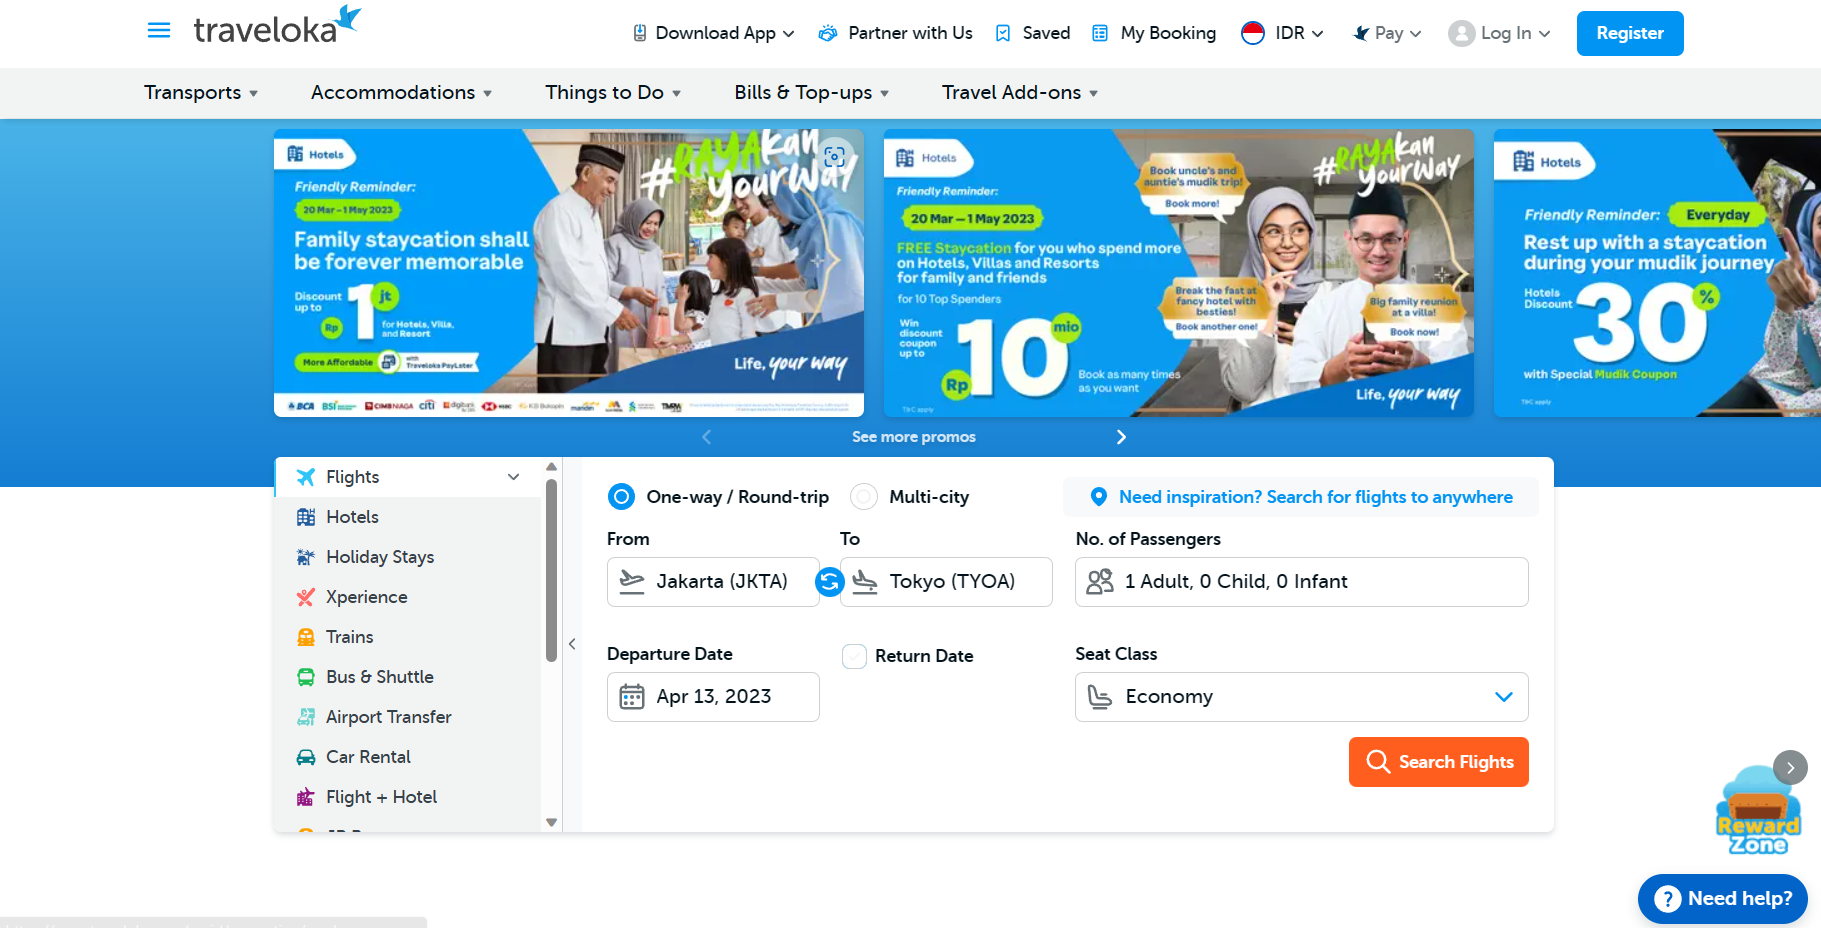 traveloka
Download App
Partner with Us
Saved
My Booking
IDR
Pay
Log In
Register
Transports
Accommodations
Things to Do
Bills & Top-ups
Travel Add-ons
Hotels
#RAYAkan
yourWay
Friendly Reminder:
20 Mar – 1 May 2023
Family staycation shall
be forever memorable
Discount
up to
Rp 1 jt
for Hotels, Villa,
and Resort
More Affordable
with
Traveloka PayLater
Life, your way
BCA BSI CIMB NIAGA citi digibank HSBC KB Bukopin mandiri
Hotels
#RAYAkan
yourWay
Friendly Reminder:
20 Mar – 1 May 2023
FREE Staycation for you who spend more
on Hotels, Villas and Resorts
for family and friends
for 10 Top Spenders
Win
discount
coupon
up to
Rp 10 mio
Book as many times
as you want
T&C apply
Book uncle's and
auntie's mudik trip!
Book more!
Break the fast at
fancy hotel with
besties!
Book another one!
Big family reunion
at a villa!
Book now!
Life, your way
Hotels
Friendly Reminder: Everyday
Rest up with a staycation
during your mudik journey
Hotels
Discount
30%
with Special Mudik Coupon
T&C apply
See more promos
Flights
Hotels
Holiday Stays
Xperience
Trains
Bus & Shuttle
Airport Transfer
Car Rental
Flight + Hotel
One-way / Round-trip
Multi-city
Need inspiration? Search for flights to anywhere
From
To
No. of Passengers
Jakarta (JKTA)
Tokyo (TYOA)
1 Adult, 0 Child, 0 Infant
Departure Date
Return Date
Seat Class
Apr 13, 2023
Economy
Search Flights
Reward
Zone
Need help?